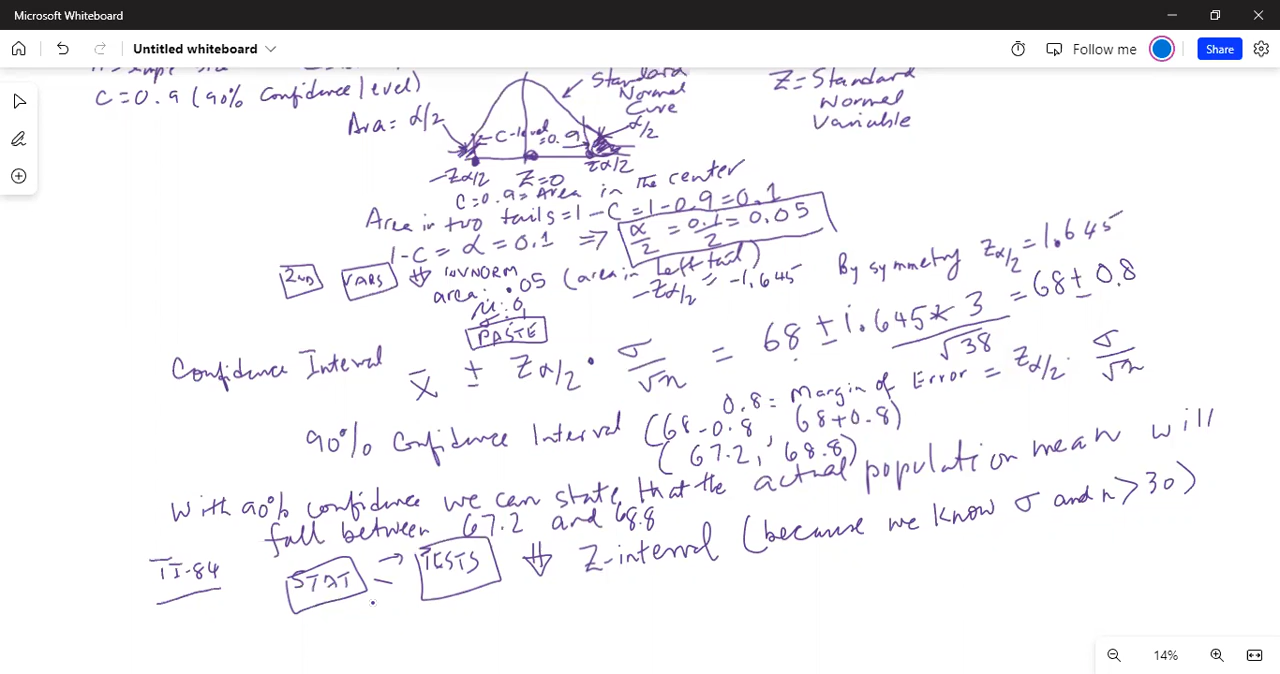 Microsoft Whiteboard
Untitled whiteboard
Follow me
Share
C = 0.9 (90% Confidence level)
Standard
Normal
Curve
Z = Standard
Normal
Variable
Area = α/2
C-level
= 0.9
α/2
-Zα/2 Z=0 Zα/2
C = 0.9 = Area in the center
Area in two tails = 1 - C = 1 - 0.9 = 0.1
1 - C = α = 0.1 ⇒ α/2 = 0.1/2 = 0.05
2ND VARS ⇓ INVNORM
area: .05 (area in left tail)
μ: 0
PASTE
-Zα/2 = -1.645 By symmetry Zα/2 = 1.645
Confidence Interval X̄ ± Zα/2 · σ/√n = 68 ± 1.645 * 3/√38 = 68 ± 0.8
0.8 = Margin of Error = Zα/2 · σ/√n
90% Confidence Interval (68 - 0.8, 68 + 0.8)
(67.2, 68.8)
With 90% confidence we can state that the actual population mean will
fall between 67.2 and 68.8
TI-84 STAT → TESTS ⇓ Z-interval (because we know σ and n > 30)
14%